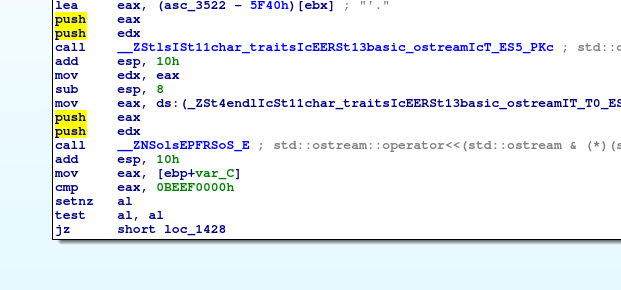 lea     eax, (asc_3522 - 5F40h)[ebx] ; "'."
push    eax
push    edx
call    __ZStlsISt11char_traitsIcEERSt13basic_ostreamIcT_ES5_PKc ; std::o
add     esp, 10h
mov     edx, eax
sub     esp, 8
mov     eax, ds:(_ZSt4endlIcSt11char_traitsIcEERSt13basic_ostreamIT_T0_ES
push    eax
push    edx
call    __ZNSolsEPFRSoS_E ; std::ostream::operator<<(std::ostream & (*)(s
add     esp, 10h
mov     eax, [ebp+var_C]
cmp     eax, 0BEEF0000h
setnz   al
test    al, al
jz      short loc_1428